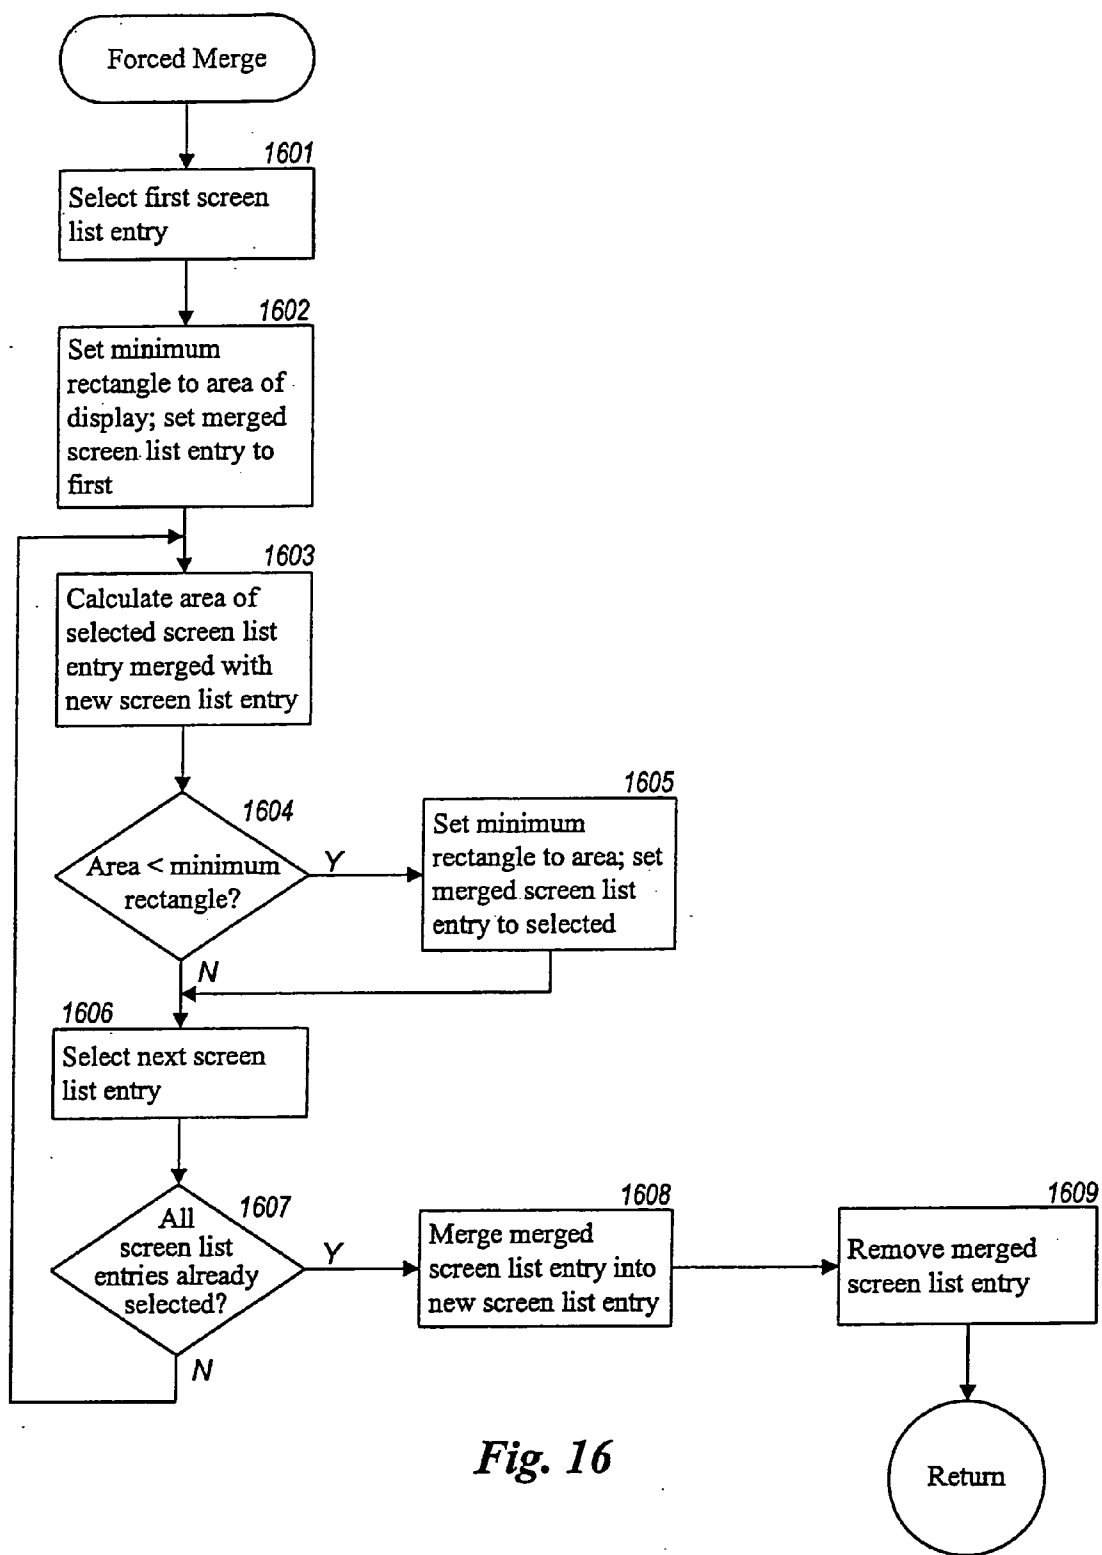 Forced Merge
1601
Select first screen
list entry
1602
Set minimum
rectangle to area of
display; set merged
screen list entry to
first
1603
Calculate area of
selected screen list
entry merged with
new screen list entry
1604
Area < minimum
rectangle?
Y
1605
Set minimum
rectangle to area; set
merged screen list
entry to selected
N
1606
Select next screen
list entry
1607
All
screen list
entries already
selected?
Y
1608
Merge merged
screen list entry into
new screen list entry
1609
Remove merged
screen list entry
N
Return
Fig. 16